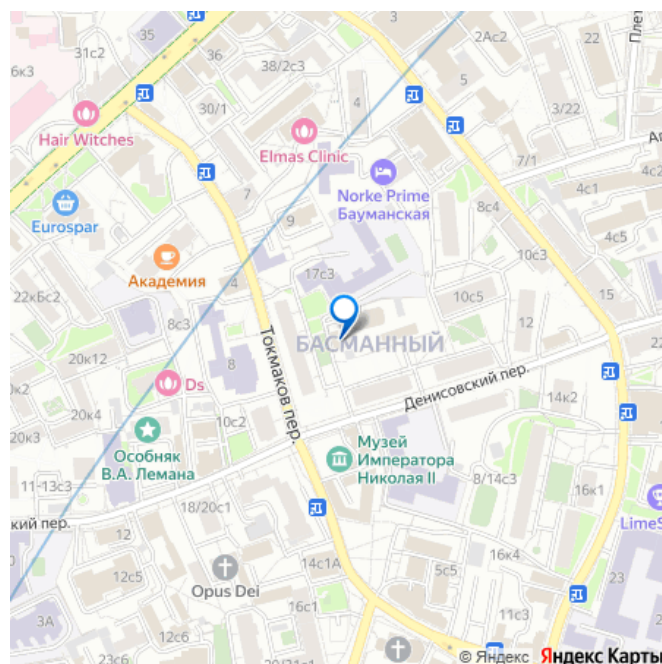 35
31с2
36
38/2с3
6к3
30/1
4
2Ас2
22
5
Плет
3/22
Hair Witches
Elmas Clinic
7
7/1
Norke Prime
Бауманская
4с1
Eurospar
9
8с4
4с5
Академия
4
17с3
10с3
22кБс2
10с5
15
8с3
12
БАСМАННЫЙ
20к12
8
Токмаков пер.
Ds
Денисовский пер.
20к4
10с2
14к2
20к3
Особняк
В.А. Лемана
Музей
Императора
Николая II
11-13с3
8/14с3
18/20с1
16к1
кий пер.
12
LimeS
14с1А
16к4
12с5
Opus Dei
23
3А
16с1
11с3
12с6
20/31с1
22
© Яндекс Яндекс Карты